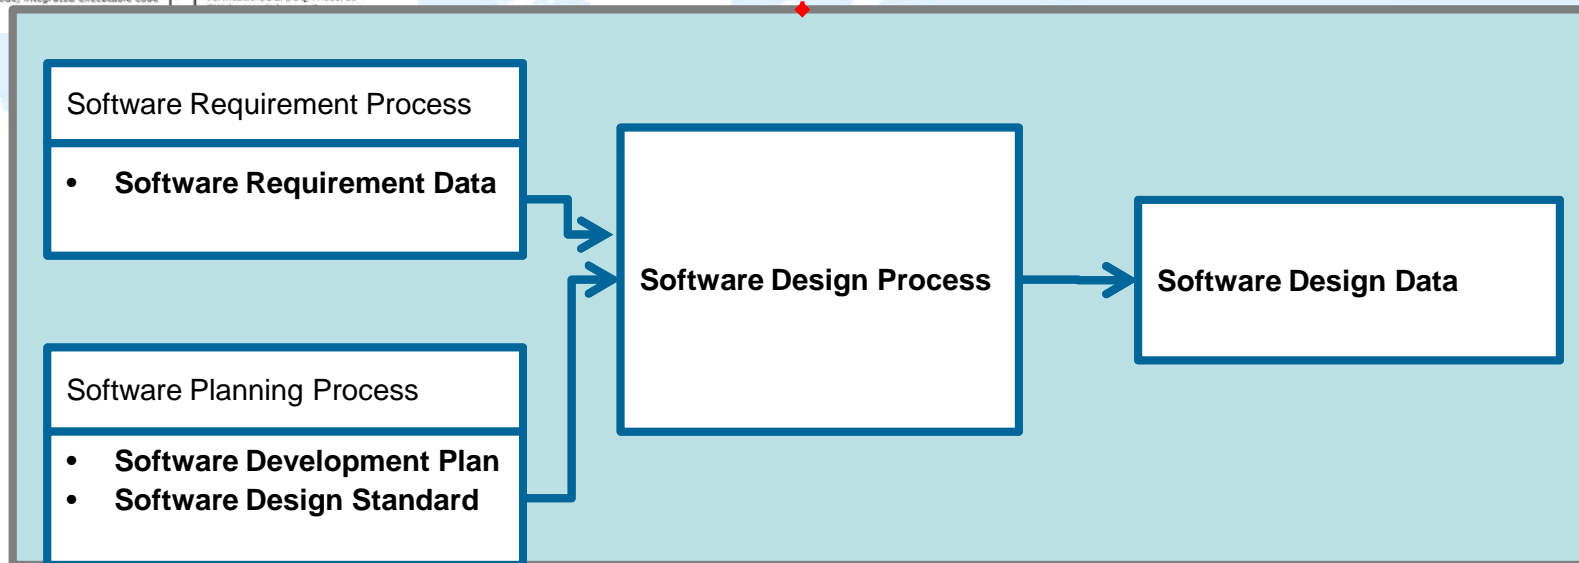 Software Requirement Process
• Software Requirement Data
Software Design Process
Software Design Data
Software Planning Process
• Software Development Plan
• Software Design Standard